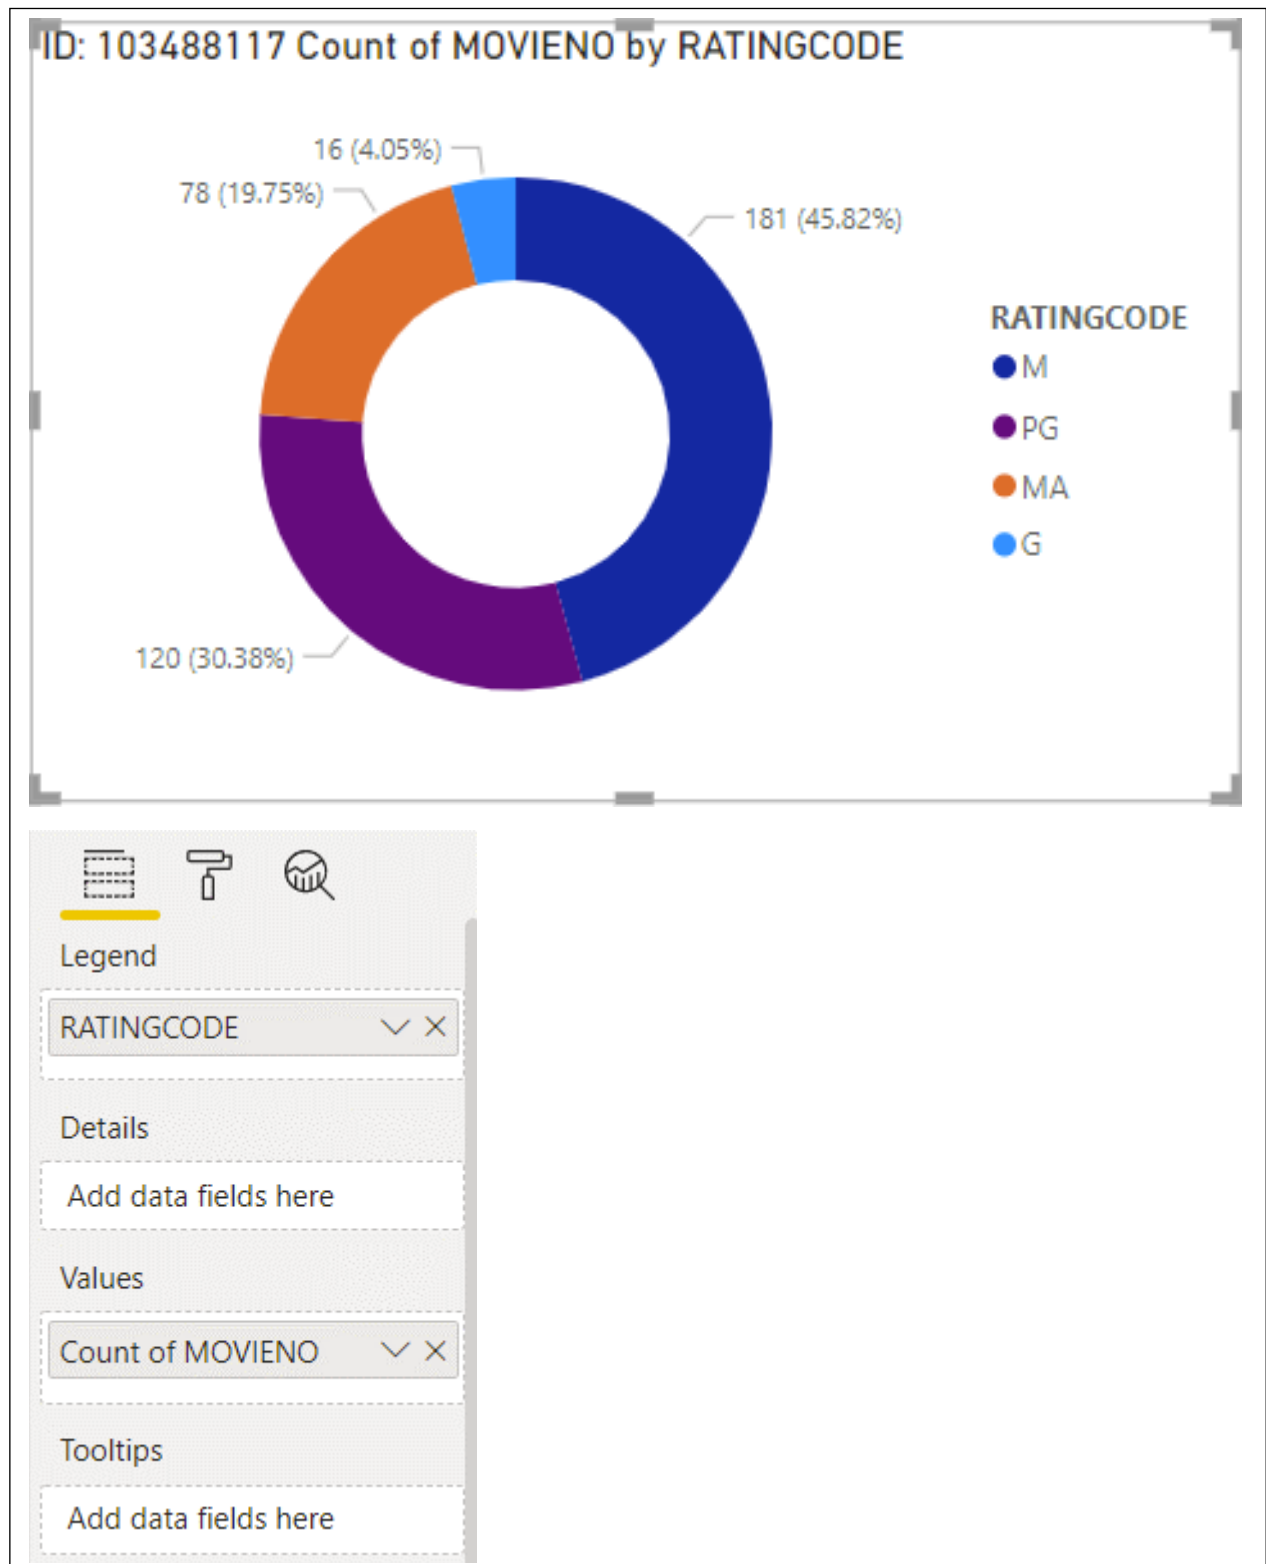 ID: 103488117 Count of MOVIENO by RATINGCODE
16 (4.05%)
78 (19.75%)
181 (45.82%)
RATINGCODE
M
PG
MA
G
120 (30.38%)
Legend
RATINGCODE
Details
Add data fields here
Values
Count of MOVIENO
Tooltips
Add data fields here